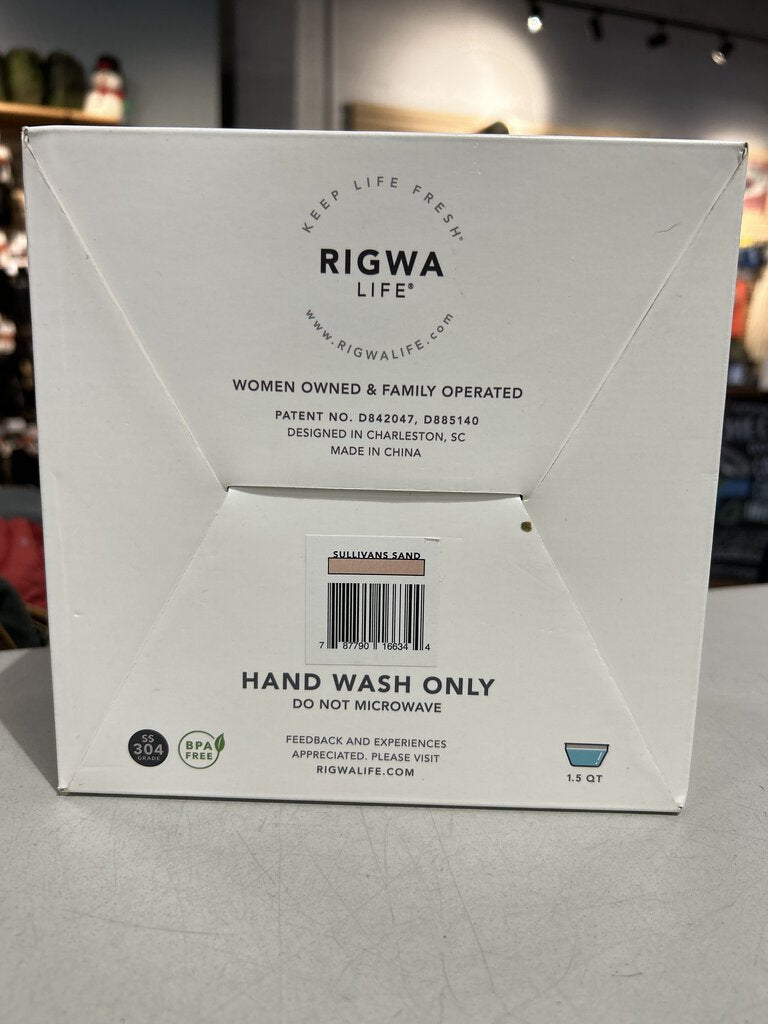 KEEP LIFE FRESH®
RIGWA
LIFE®
www.RIGWALIFE.com
WOMEN OWNED & FAMILY OPERATED
PATENT NO. D842047, D885140
DESIGNED IN CHARLESTON, SC
MADE IN CHINA
SULLIVANS SAND
7 87790 16634 4
HAND WASH ONLY
DO NOT MICROWAVE
SS
304
GRADE
BPA
FREE
FEEDBACK AND EXPERIENCES
APPRECIATED. PLEASE VISIT
RIGWALIFE.COM
1.5 QT